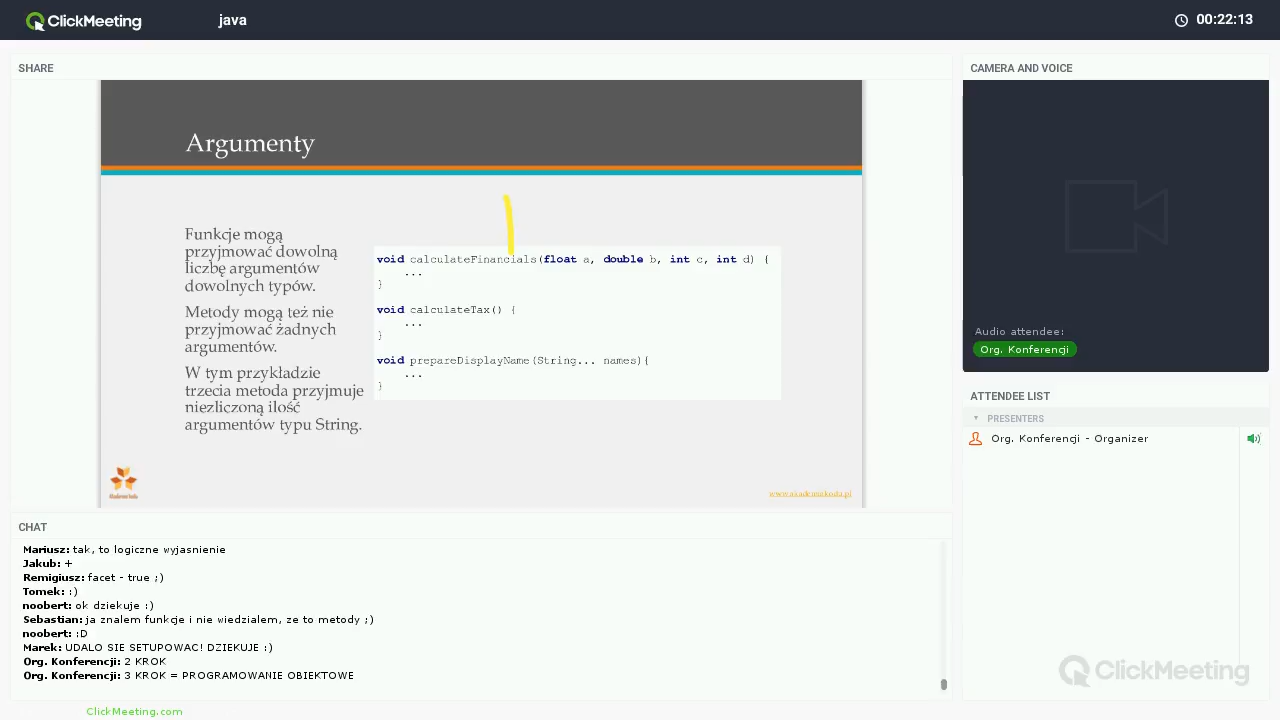 ClickMeeting
java
00:22:13
SHARE
Argumenty
Funkcje mogą
przyjmować dowolną
liczbę argumentów
dowolnych typów.
Metody mogą też nie
przyjmować żadnych
argumentów.
W tym przykładzie
trzecia metoda przyjmuje
niezliczoną ilość
argumentów typu String.
void calculateFinancials(float a, double b, int c, int d) {
...
}
void calculateTax() {
...
}
void prepareDisplayName(String... names){
...
}
Akademia kodu
www.akademiakodu.pl
CAMERA AND VOICE
Audio attendee:
Org. Konferencji
ATTENDEE LIST
PRESENTERS
Org. Konferencji - Organizer
CHAT
Mariusz: tak, to logiczne wyjasnienie
Jakub: +
Remigiusz: facet - true ;)
Tomek: :)
noobert: ok dziekuje :)
Sebastian: ja znalem funkcje i nie wiedzialem, ze to metody ;)
noobert: :D
Marek: UDALO SIE SETUPOWAC! DZIEKUJE :)
Org. Konferencji: 2 KROK
Org. Konferencji: 3 KROK = PROGRAMOWANIE OBIEKTOWE
ClickMeeting
ClickMeeting.com